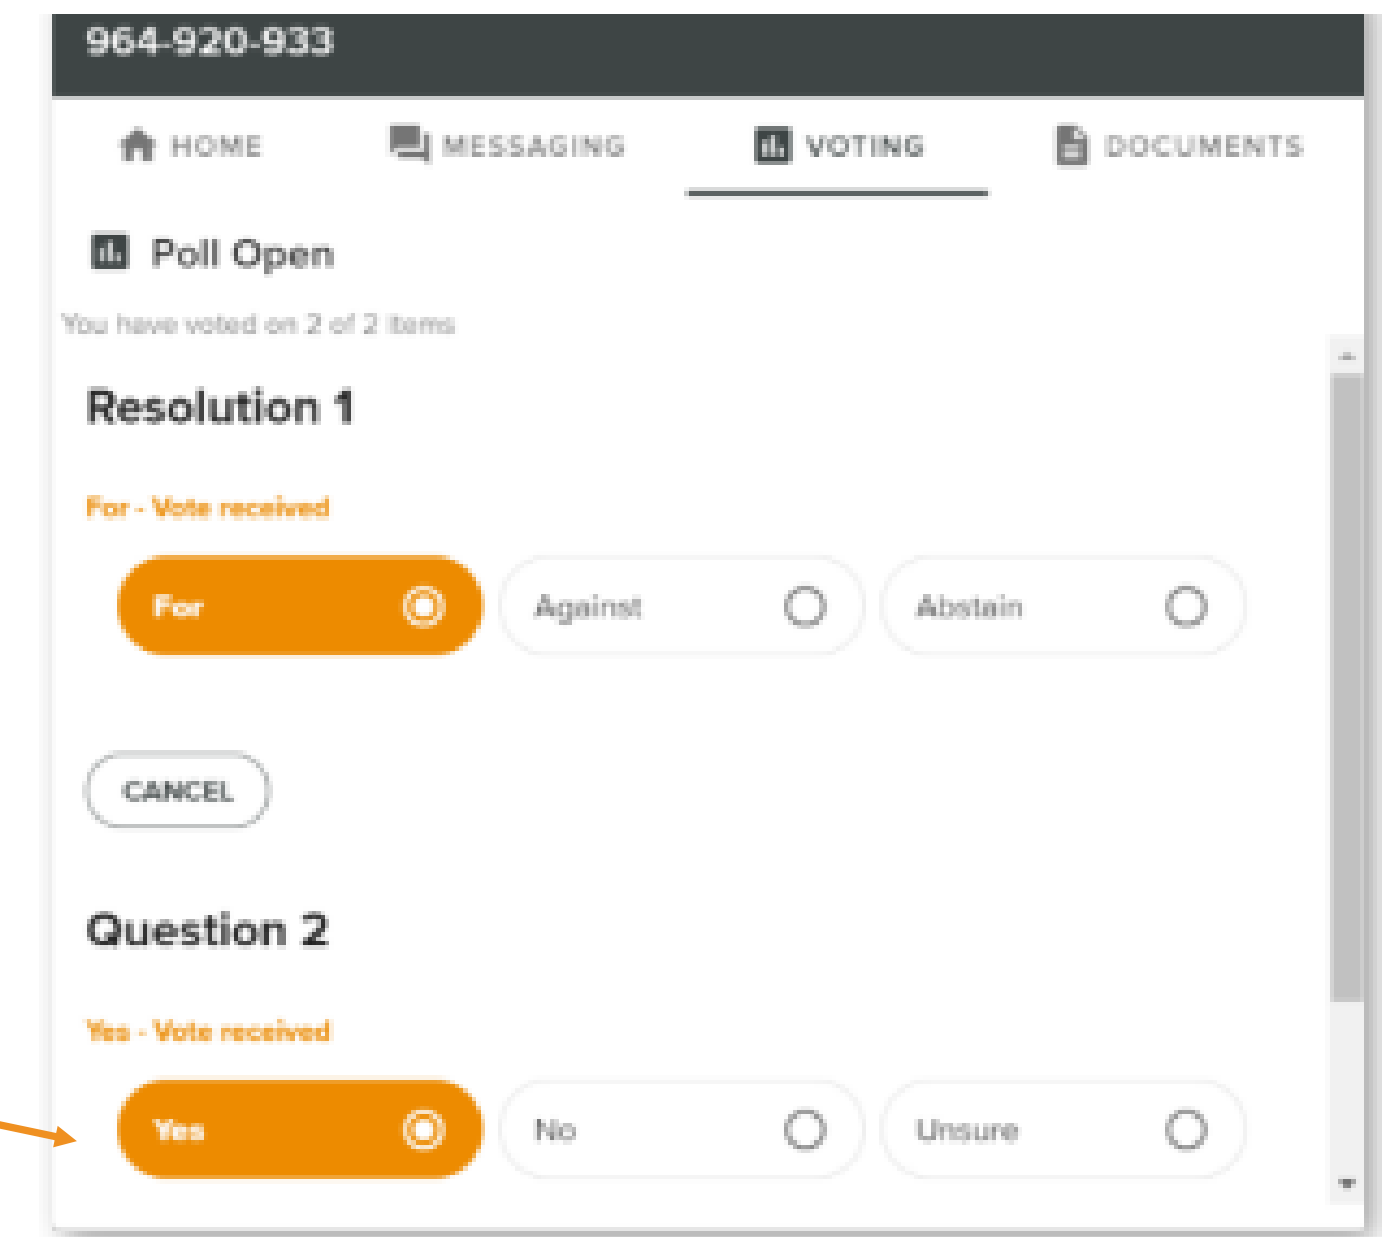 964-920-933
HOME MESSAGING VOTING DOCUMENTS
Poll Open
You have voted on 2 of 2 items
Resolution 1
For - Vote received
For Against Abstain
CANCEL
Question 2
Yes - Vote received
Yes No Unsure